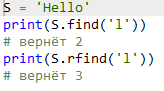 S = 'Hello'
print(S.find('l'))
# вернёт 2
print(S.rfind('l'))
# вернёт 3